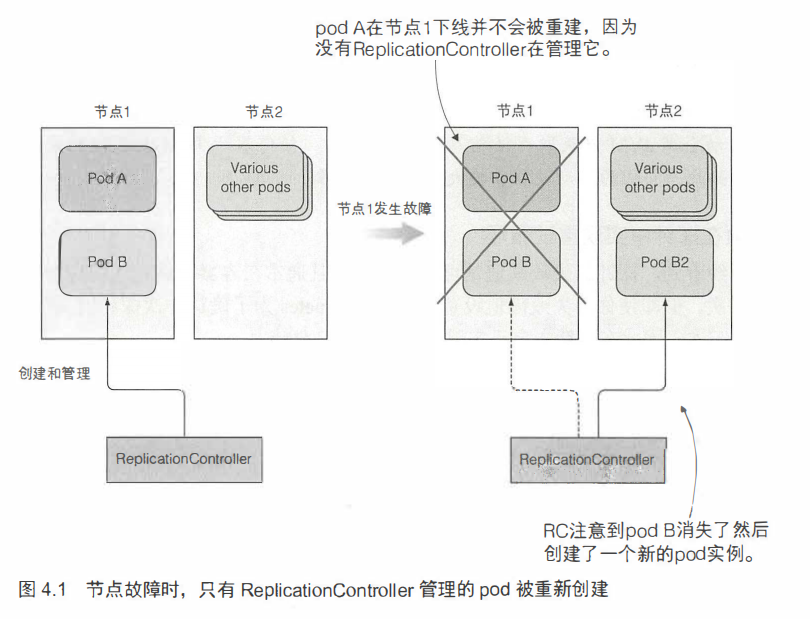 pod A在节点1下线并不会被重建，因为
没有ReplicationController在管理它。
节点1
节点2
节点1
节点2
Pod A
Various
other pods
Pod A
Various
other pods
节点1发生故障
Pod B
Pod B
Pod B2
创建和管理
ReplicationController
ReplicationController
RC注意到pod B消失了然后
创建了一个新的pod实例。
图 4.1 节点故障时，只有 ReplicationController 管理的 pod 被重新创建